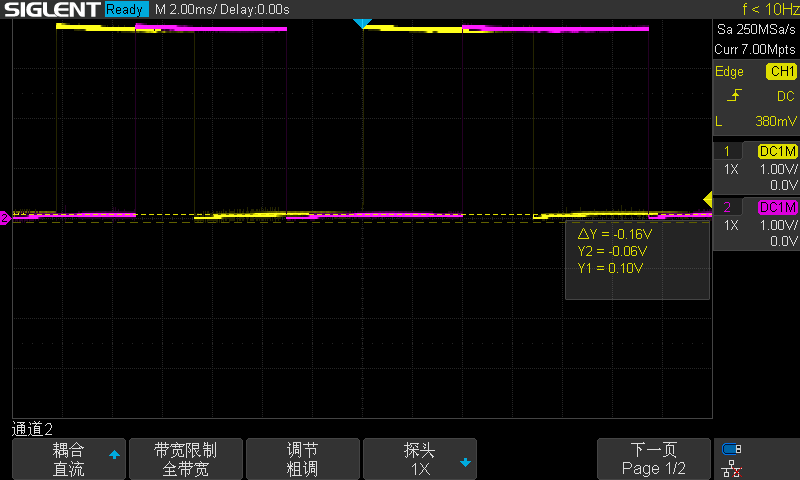 SIGLENT Ready M 2.00ms/ Delay:0.00s f < 10Hz
Sa 250MSa/s
Curr 7.00Mpts
Edge CH1
DC
L 380mV
1 DC1M
1X 1.00V/
0.0V
2 DC1M
1X 1.00V/
0.0V
2
△Y = -0.16V
Y2 = -0.06V
Y1 = 0.10V
通道2
耦合 带宽限制 调节 探头 下一页
直流 全带宽 粗调 1X Page 1/2